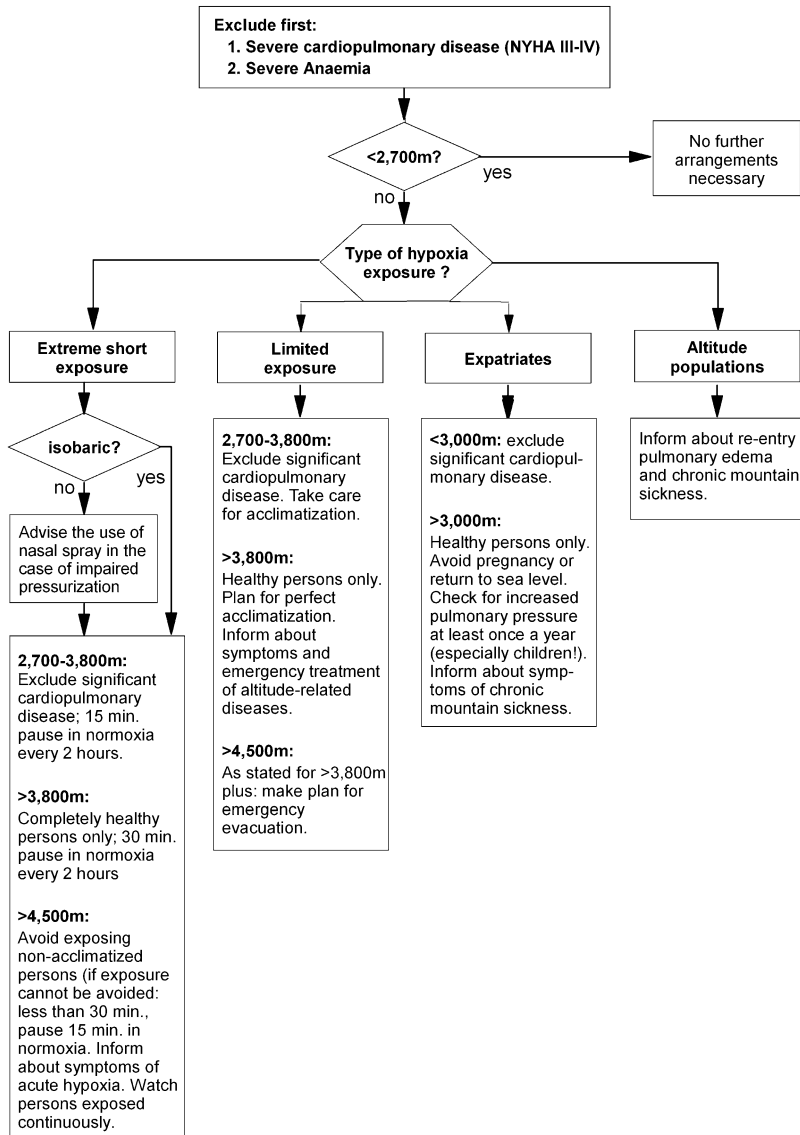 Exclude first:
1. Severe cardiopulmonary disease (NYHA III-IV)
2. Severe Anaemia
<2,700m?
yes
No further
arrangements
necessary
no
Type of hypoxia
exposure ?
Extreme short
exposure
isobaric?
no
yes
Advise the use of
nasal spray in the
case of impaired
pressurization
2,700-3,800m:
Exclude significant
cardiopulmonary
disease; 15 min.
pause in normoxia
every 2 hours.
>3,800m:
Completely healthy
persons only; 30 min.
pause in normoxia
every 2 hours
>4,500m:
Avoid exposing
non-acclimatized
persons (if exposure
cannot be avoided:
less than 30 min.,
pause 15 min. in
normoxia. Inform
about symptoms of
acute hypoxia. Watch
persons exposed
continuously.
Limited
exposure
2,700-3,800m:
Exclude significant
cardiopulmonary
disease. Take care
for acclimatization.
>3,800m:
Healthy persons only.
Plan for perfect
acclimatization.
Inform about
symptoms and
emergency treatment
of altitude-related
diseases.
>4,500m:
As stated for >3,800m
plus: make plan for
emergency
evacuation.
Expatriates
<3,000m: exclude
significant cardiopul-
monary disease.
>3,000m:
Healthy persons only.
Avoid pregnancy or
return to sea level.
Check for increased
pulmonary pressure
at least once a year
(especially children!).
Inform about symp-
toms of chronic
mountain sickness.
Altitude
populations
Inform about re-entry
pulmonary edema
and chronic mountain
sickness.